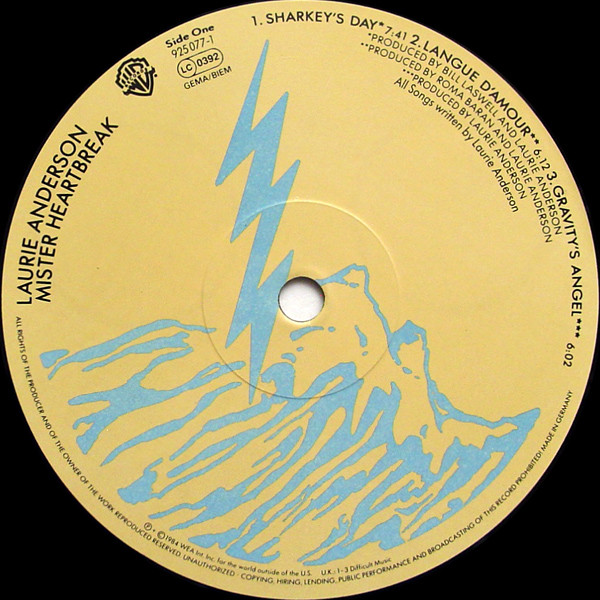 Side One
925077-1
LC 0392
GEMA/BIEM
LAURIE ANDERSON
MISTER HEARTBREAK
1. SHARKEY'S DAY* 7:41 2. LANGUE D'AMOUR** 6:12 3. GRAVITY'S ANGEL*** 6.02
*PRODUCED BY BILL LASWELL AND LAURIE ANDERSON
**PRODUCED BY ROMA BARAN AND LAURIE ANDERSON
***PRODUCED BY LAURIE ANDERSON
All Songs written by Laurie Anderson
ALL RIGHTS OF THE PRODUCER AND OF THE OWNER OF THE WORK REPRODUCED RESERVED. UNAUTHORIZED COPYING, HIRING, LENDING, PUBLIC PERFORMANCE AND BROADCASTING OF THIS RECORD PROHIBITED! MADE IN GERMANY
℗ + © 1984 WEA Int. Inc. for the world outside of the U.S. U.K.: 1-3 Difficult Music